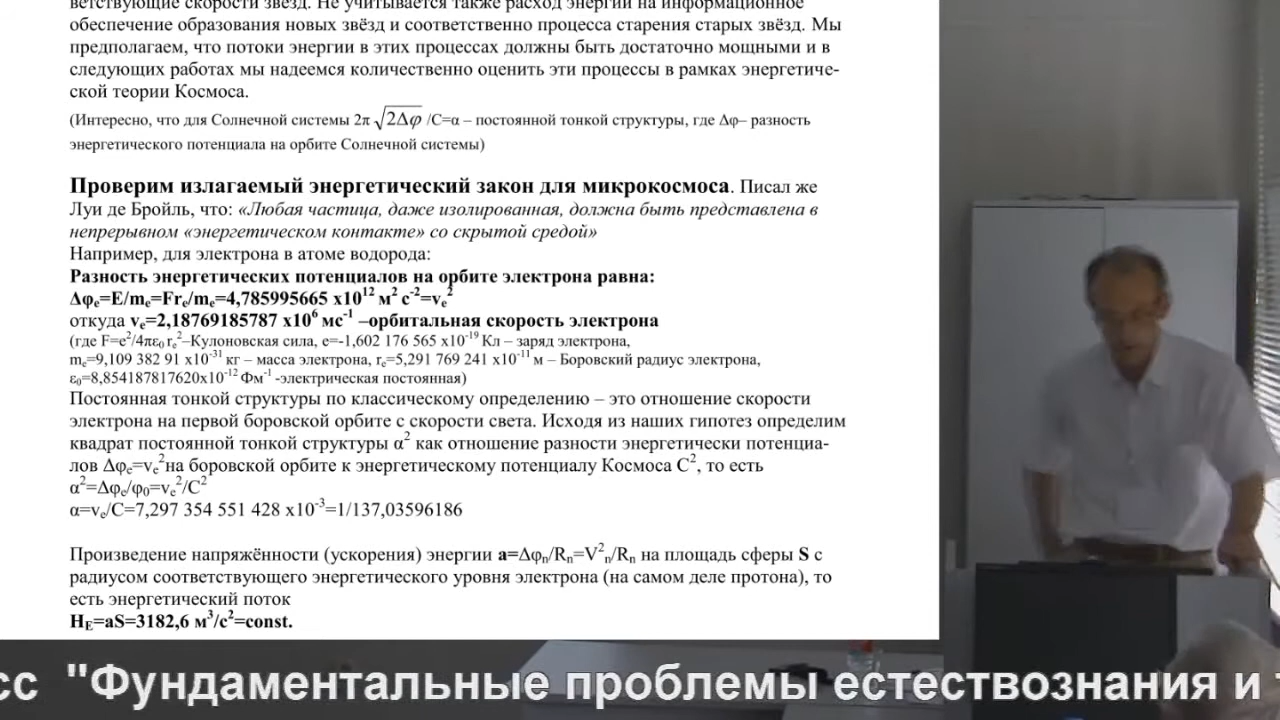 ветствующие скорости звёзд. Не учитывается также расход энергии на информационное
обеспечение образования новых звёзд и соответственно процесса старения старых звёзд. Мы
предполагаем, что потоки энергии в этих процессах должны быть достаточно мощными и в
следующих работах мы надеемся количественно оценить эти процессы в рамках энергетиче-
ской теории Космоса.
(Интересно, что для Солнечной системы 2π √2Δφ /С=α – постоянной тонкой структуры, где Δφ– разность
энергетического потенциала на орбите Солнечной системы)
Проверим излагаемый энергетический закон для микрокосмоса. Писал же
Луи де Бройль, что: «Любая частица, даже изолированная, должна быть представлена в
непрерывном «энергетическом контакте» со скрытой средой»
Например, для электрона в атоме водорода:
Разность энергетических потенциалов на орбите электрона равна:
Δφe=E/me=Fre/me=4,785995665 x10¹² м² с⁻²=ve²
откуда ve=2,18769185787 x10⁶ мс⁻¹ –орбитальная скорость электрона
(где F=e²/4πε₀ re²–Кулоновская сила, e=-1,602 176 565 x10⁻¹⁹ Кл – заряд электрона,
me=9,109 382 91 x10⁻³¹ кг – масса электрона, re=5,291 769 241 x10⁻¹¹ м – Боровский радиус электрона,
ε₀=8,854187817620x10⁻¹² Фм⁻¹ -электрическая постоянная)
Постоянная тонкой структуры по классическому определению – это отношение скорости
электрона на первой боровской орбите с скорости света. Исходя из наших гипотез определим
квадрат постоянной тонкой структуры α² как отношение разности энергетически потенциа-
лов Δφe=ve²на боровской орбите к энергетическому потенциалу Космоса С², то есть
α²=Δφe/φ₀=ve²/C²
α=ve/C=7,297 354 551 428 x10⁻³=1/137,03596186
Произведение напряжённости (ускорения) энергии a=Δφn/Rn=V²n/Rn на площадь сферы S с
радиусом соответствующего энергетического уровня электрона (на самом деле протона), то
есть энергетический поток
HE=aS=3182,6 м³/с²=const.
сс "Фундаментальные проблемы естествознания и